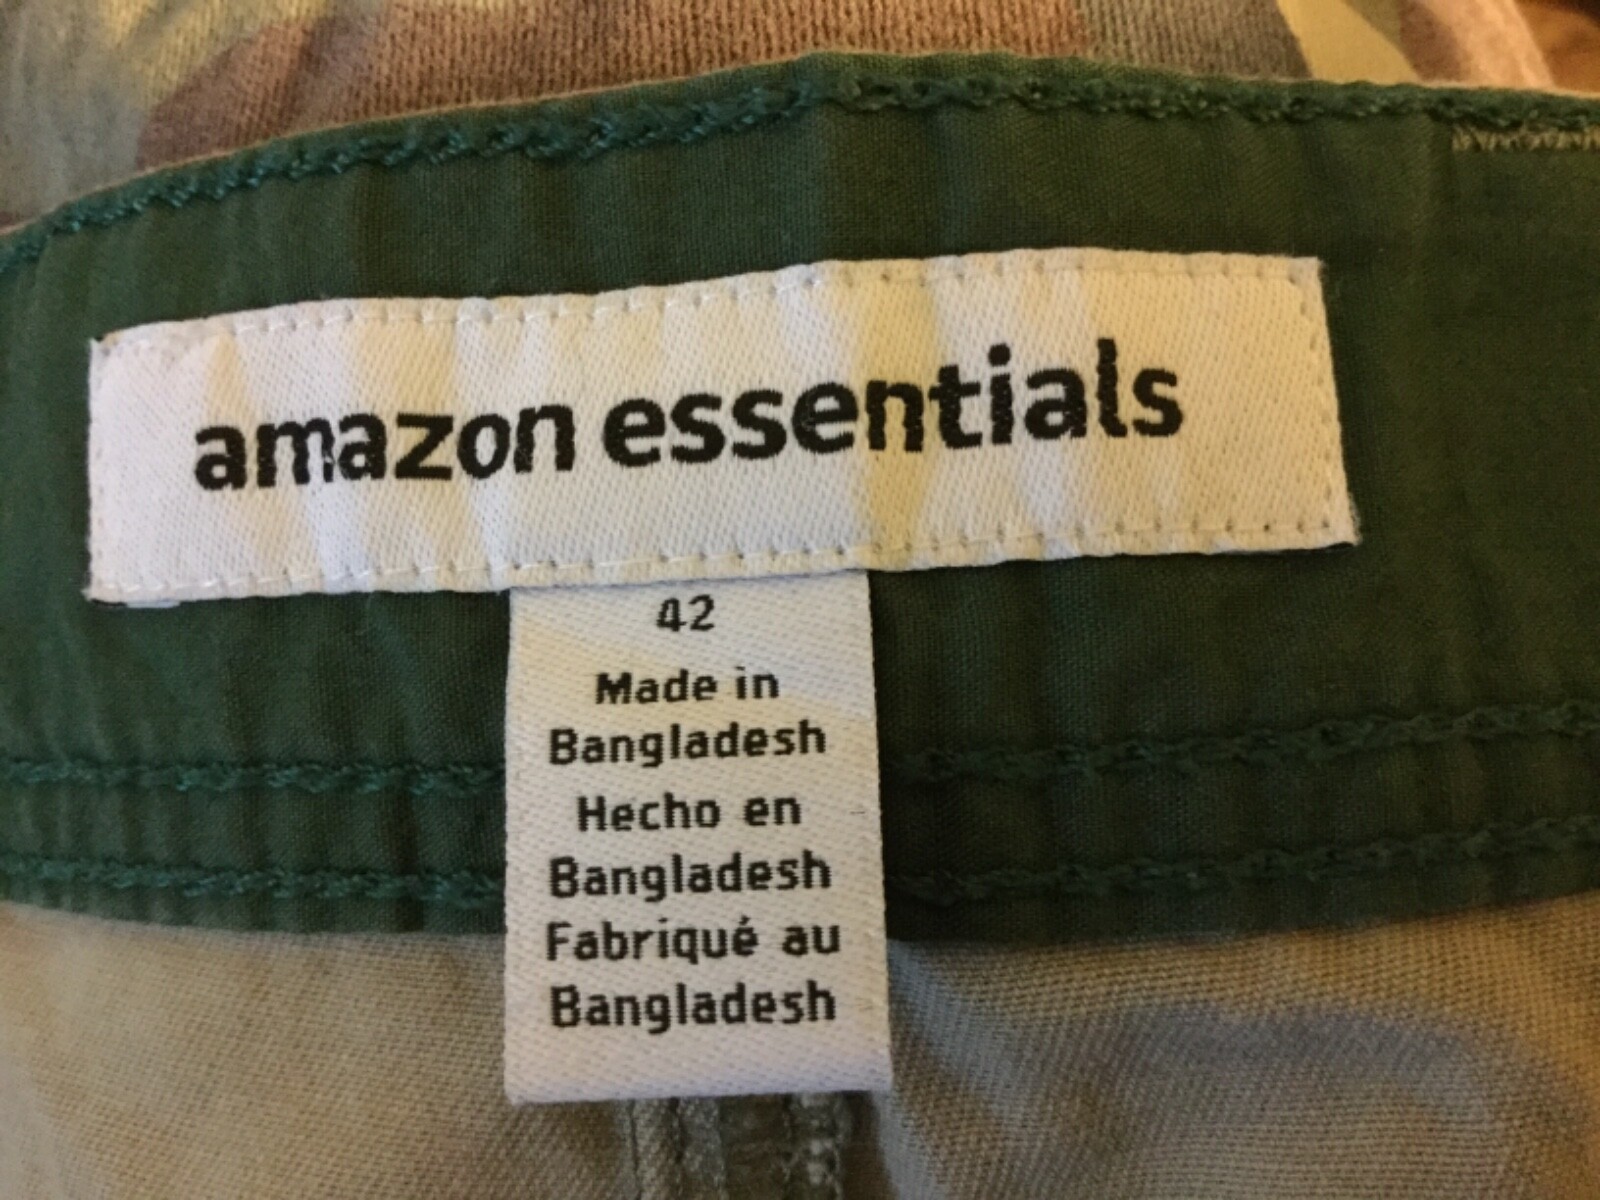 amazon essentials
42
Made in
Bangladesh
Hecho en
Bangladesh
Fabriqué au
Bangladesh